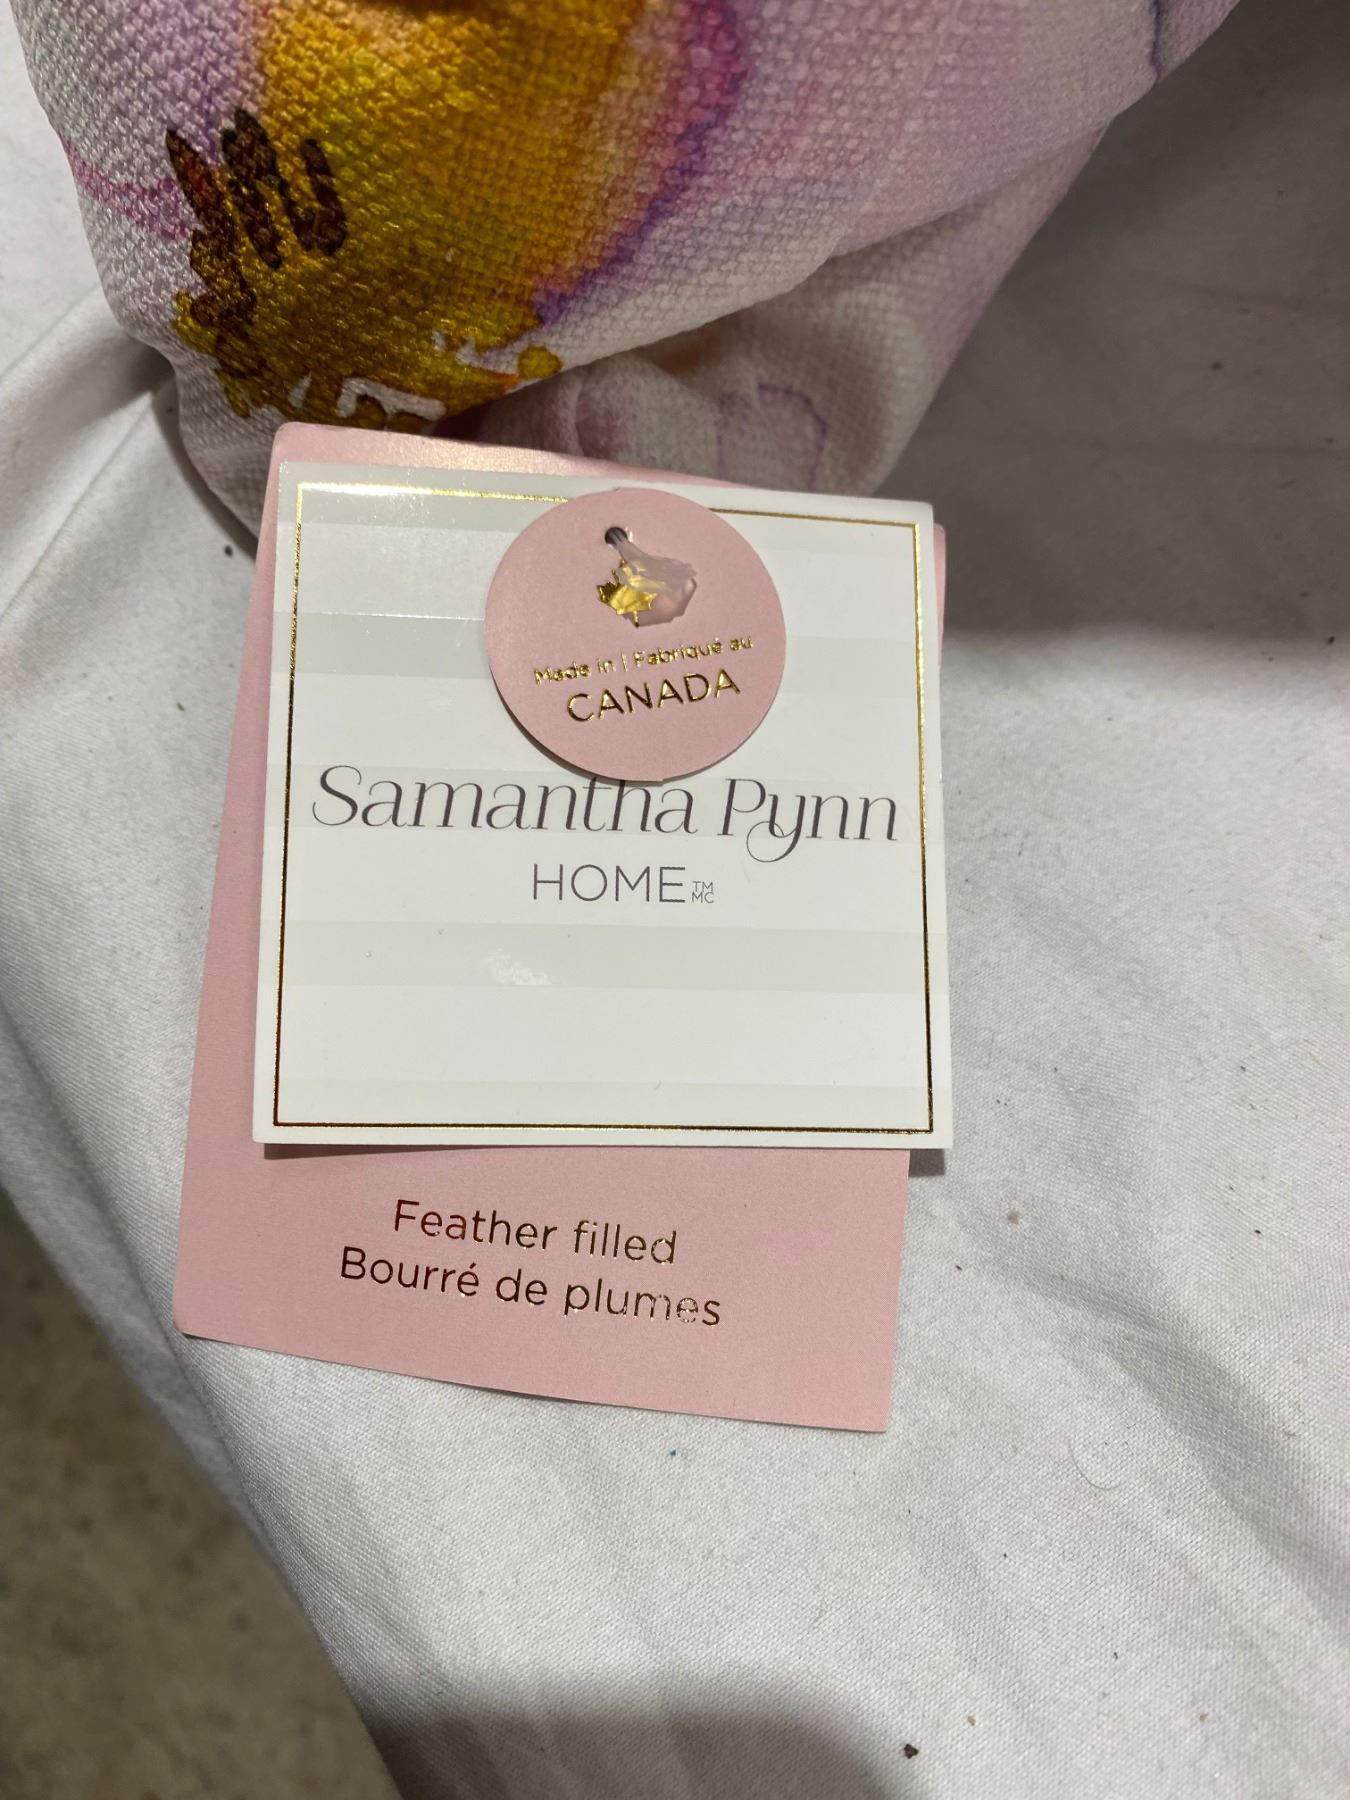 Made in | Fabriqué au
CANADA
Samantha Pynn
HOME TM
MC
Feather filled
Bourré de plumes